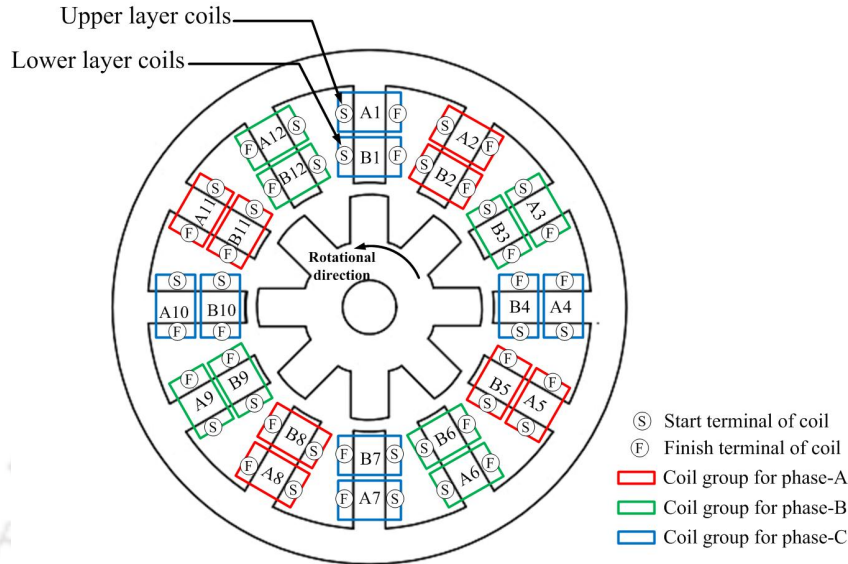 Upper layer coils
Lower layer coils
S A1 F
S B1 F
S A2 F
S B2 F
S A3 F
S B3 F
F A12 S
F B12 S
S A11 F
S B11 F
Rotational
direction
S S
A10 B10
F F
F F
B4 A4
S S
F A9 S
F B9 S
F B5 S
F A5 S
F B8 S
F A8 S
F B7 S
F A7 S
S B6 F
S A6 F
S Start terminal of coil
F Finish terminal of coil
Coil group for phase-A
Coil group for phase-B
Coil group for phase-C